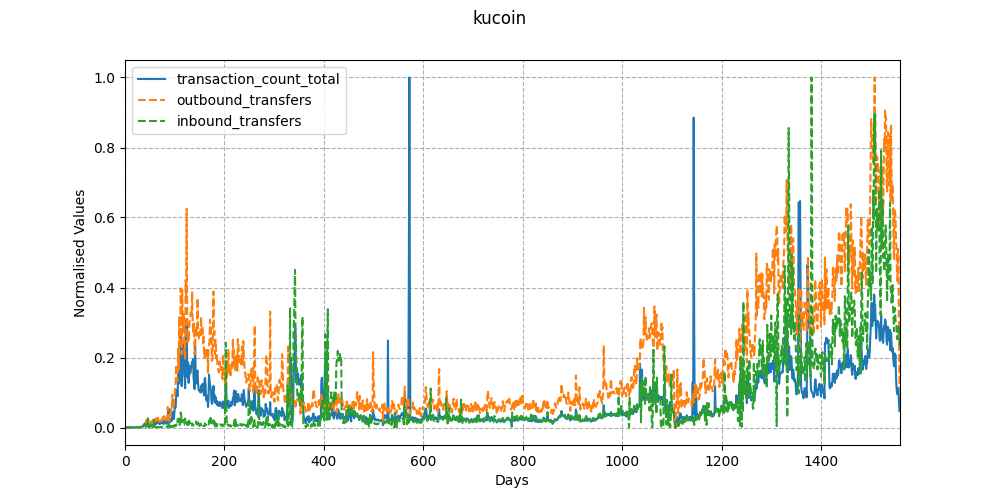 kucoin
transaction_count_total
outbound_transfers
inbound_transfers
Normalised Values
1.0
0.8
0.6
0.4
0.2
0.0
0 200 400 600 800 1000 1200 1400
Days